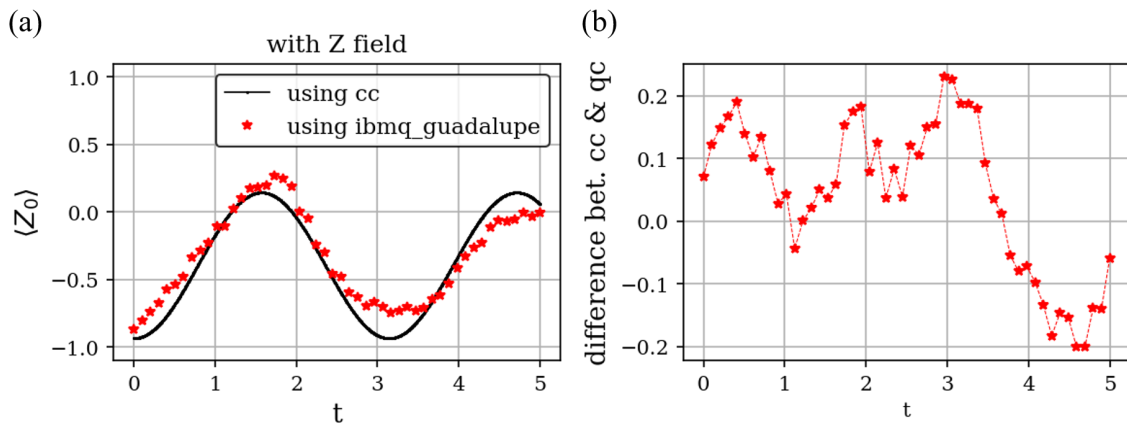 (a)
with Z field
using cc
using ibmq_guadalupe
⟨Z₀⟩
1.0
0.5
0.0
−0.5
−1.0
0 1 2 3 4 5
t
(b)
difference bet. cc & qc
0.2
0.1
0.0
−0.1
−0.2
0 1 2 3 4 5
t